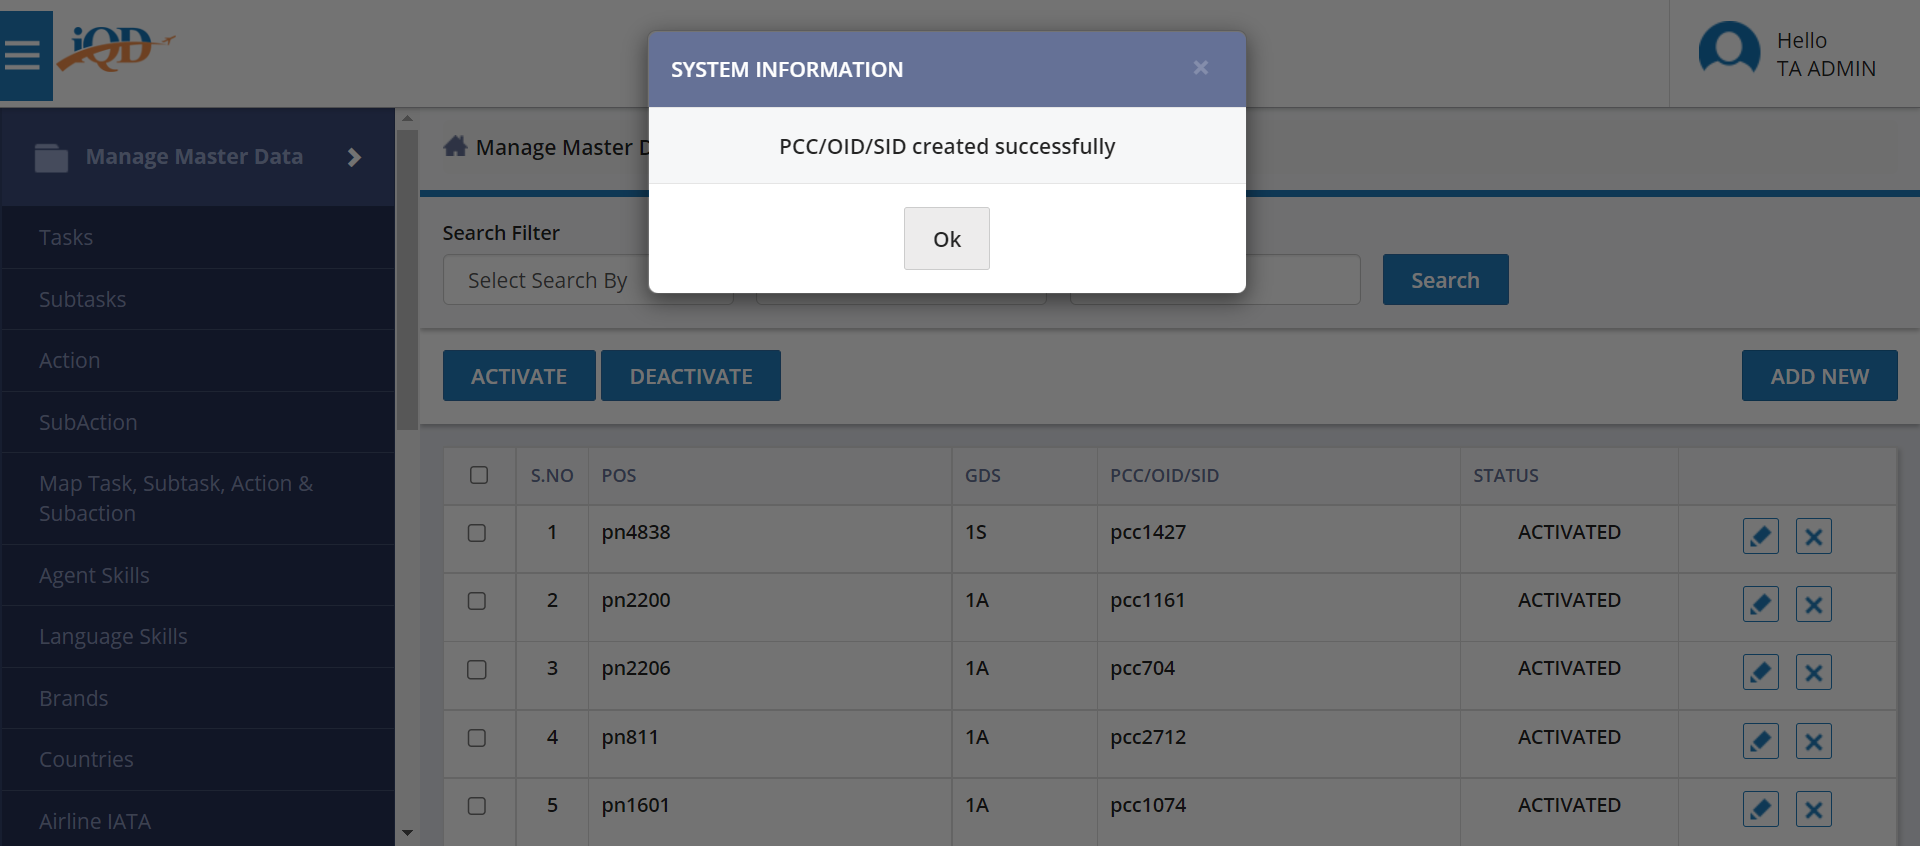 iQD
Hello
TA ADMIN
SYSTEM INFORMATION
×
PCC/OID/SID created successfully
Ok
Manage Master Data
Tasks
Subtasks
Action
SubAction
Map Task, Subtask, Action &
Subaction
Agent Skills
Language Skills
Brands
Countries
Airline IATA
Manage Master D
Search Filter
Select Search By
Search
ACTIVATE DEACTIVATE ADD NEW
S.NO POS GDS PCC/OID/SID STATUS
1 pn4838 1S pcc1427 ACTIVATED
2 pn2200 1A pcc1161 ACTIVATED
3 pn2206 1A pcc704 ACTIVATED
4 pn811 1A pcc2712 ACTIVATED
5 pn1601 1A pcc1074 ACTIVATED